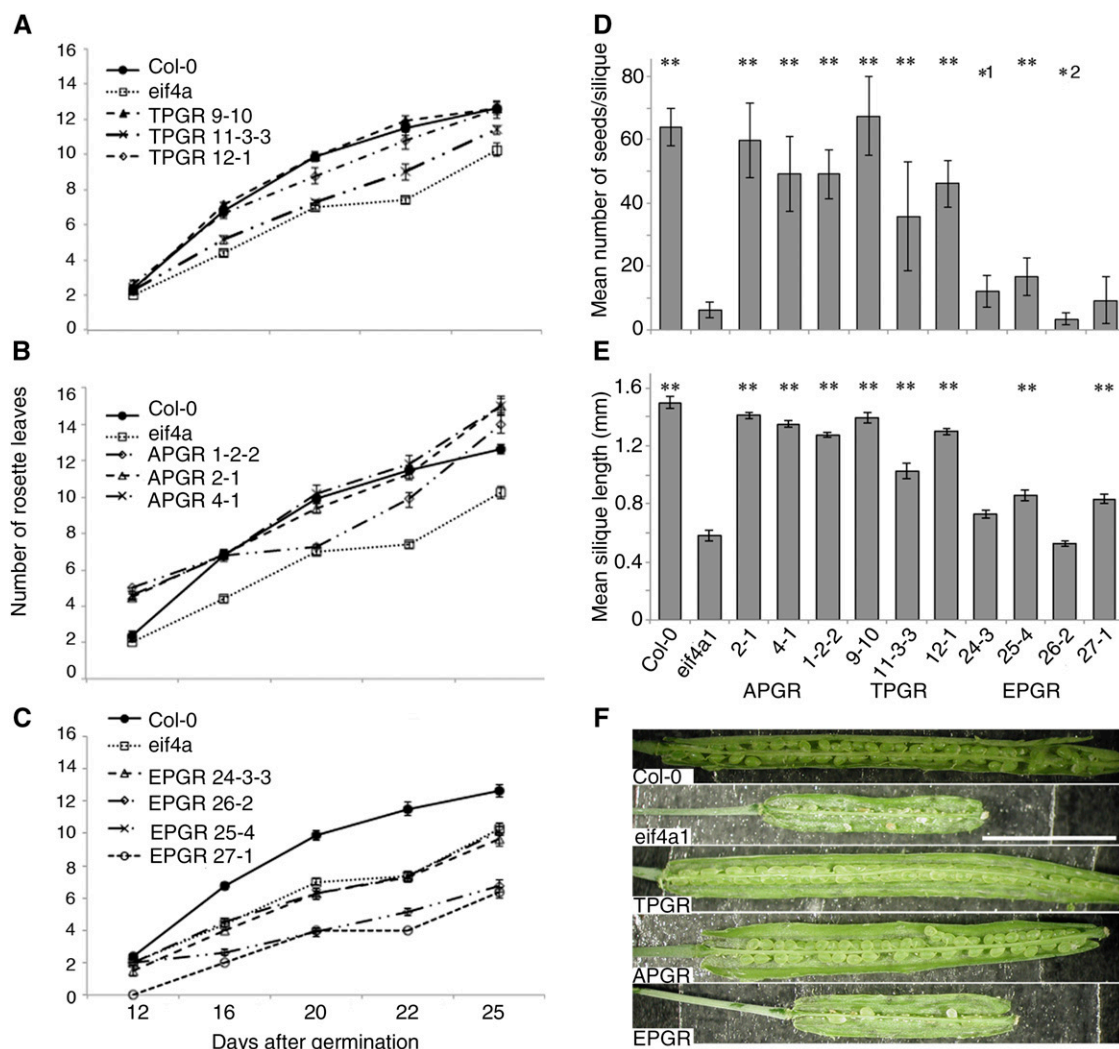 A
16
14
12
10
8
6
4
2
0
Col-0
eif4a
TPGR 9-10
TPGR 11-3-3
TPGR 12-1
B
16
14
12
10
8
6
4
2
0
Col-0
eif4a
APGR 1-2-2
APGR 2-1
APGR 4-1
Number of rosette leaves
C
16
14
12
10
8
6
4
2
0
Col-0
eif4a
EPGR 24-3-3
EPGR 26-2
EPGR 25-4
EPGR 27-1
12 16 20 22 25
Days after germination
D
** ** ** ** ** ** ** *1 ** *2
80
60
40
20
0
Mean number of seeds/silique
E
** ** ** ** ** ** ** ** **
1.6
1.2
0.8
0.4
0
Mean silique length (mm)
Col-0 eif4a1 2-1 4-1 1-2-2 9-10 11-3-3 12-1 24-3 25-4 26-2 27-1
APGR TPGR EPGR
F
Col-0
eif4a1
TPGR
APGR
EPGR